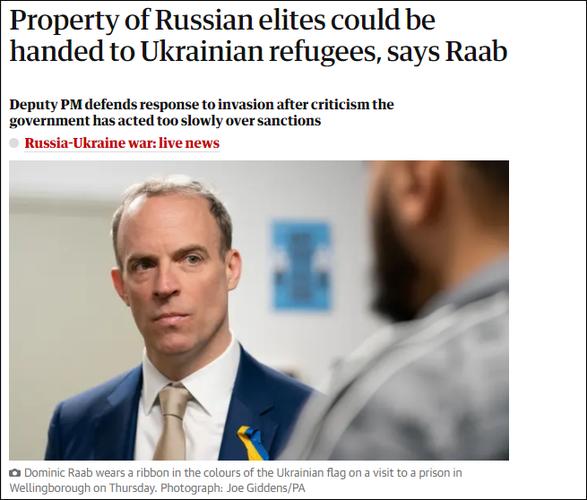 Property of Russian elites could be
handed to Ukrainian refugees, says Raab
Deputy PM defends response to invasion after criticism the
government has acted too slowly over sanctions
Russia-Ukraine war: live news
Dominic Raab wears a ribbon in the colours of the Ukrainian flag on a visit to a prison in
Wellingborough on Thursday. Photograph: Joe Giddens/PA